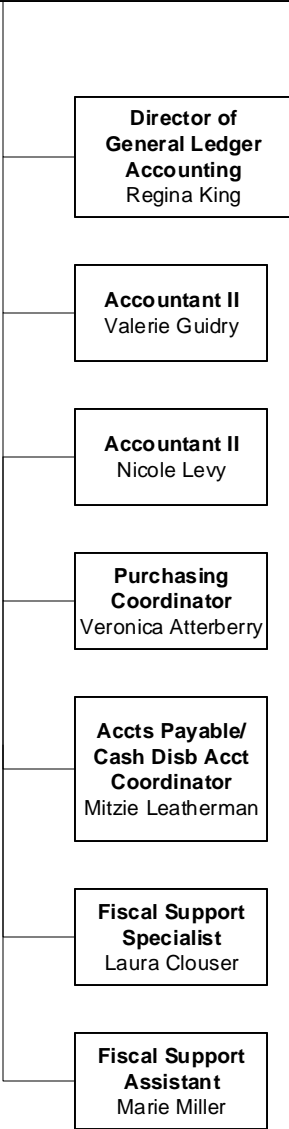 Director of
General Ledger
Accounting
Regina King
Accountant II
Valerie Guidry
Accountant II
Nicole Levy
Purchasing
Coordinator
Veronica Atterberry
Accts Payable/
Cash Disb Acct
Coordinator
Mitzie Leatherman
Fiscal Support
Specialist
Laura Clouser
Fiscal Support
Assistant
Marie Miller